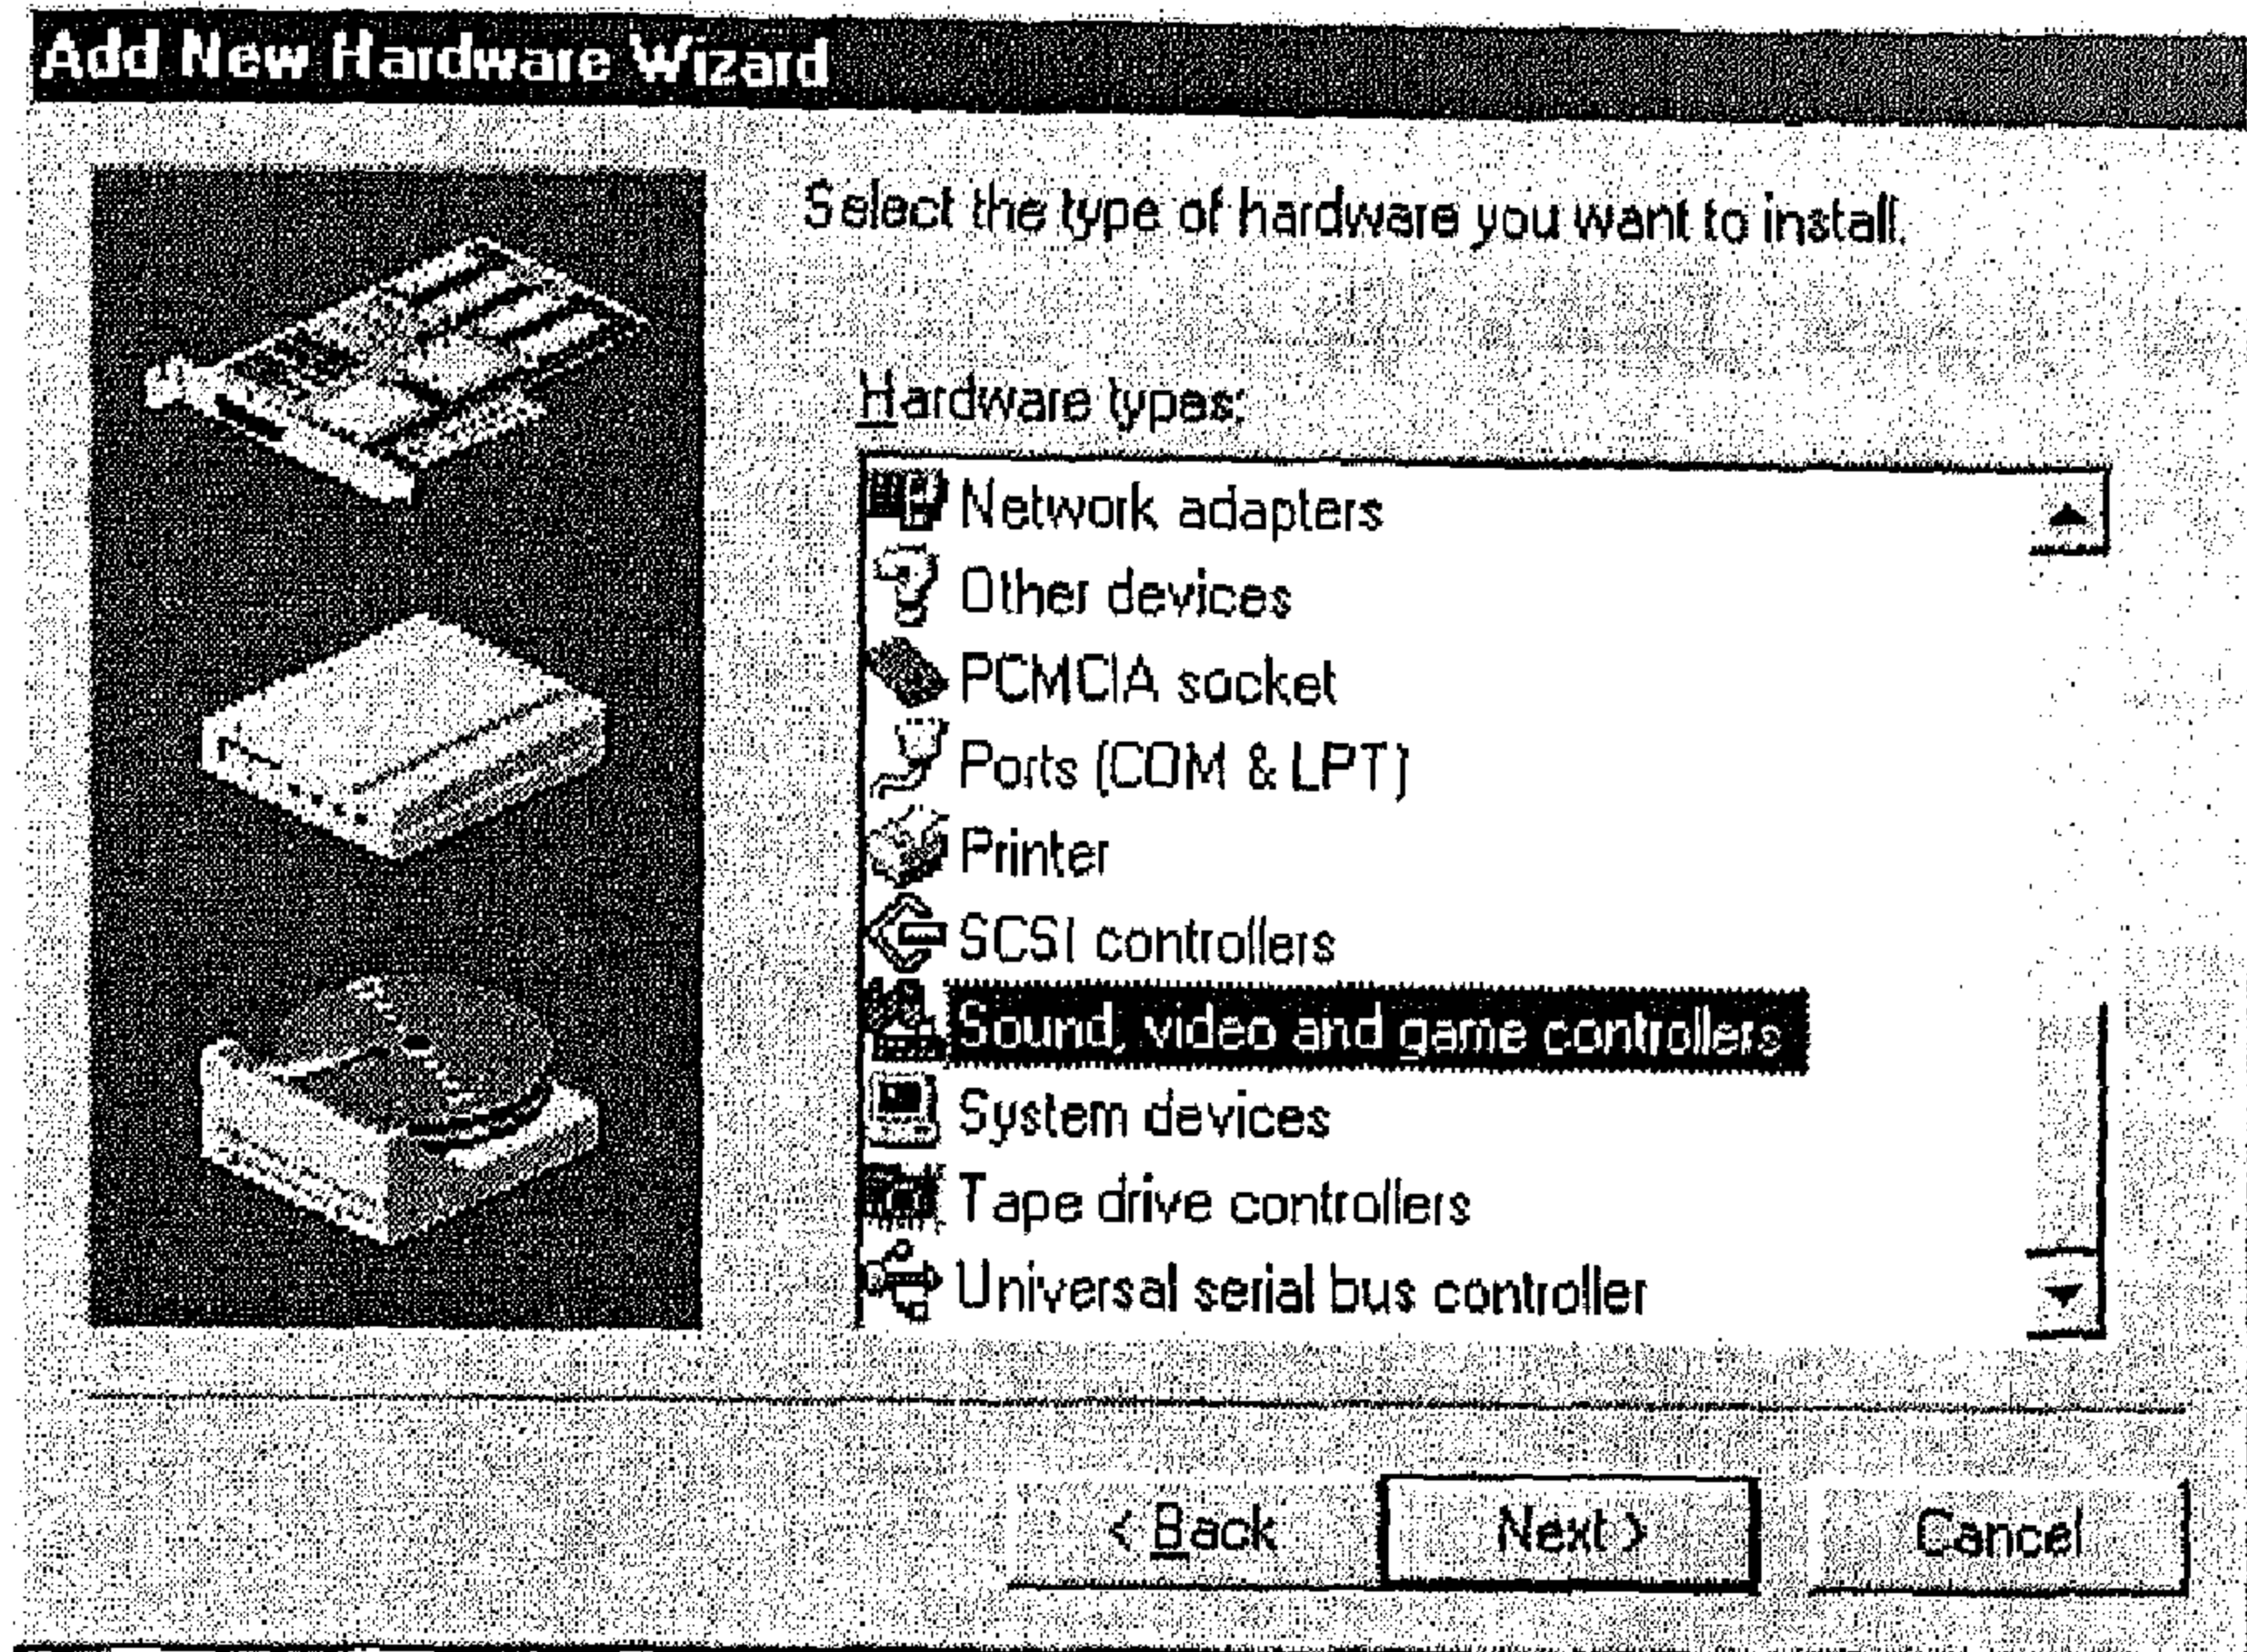 Add New Hardware Wizard
Select the type of hardware you want to install.
Hardware types:
Network adapters
Other devices
PCMCIA socket
Ports (COM & LPT)
Printer
SCSI controllers
Sound, video and game controllers
System devices
Tape drive controllers
Universal serial bus controller
< Back Next > Cancel